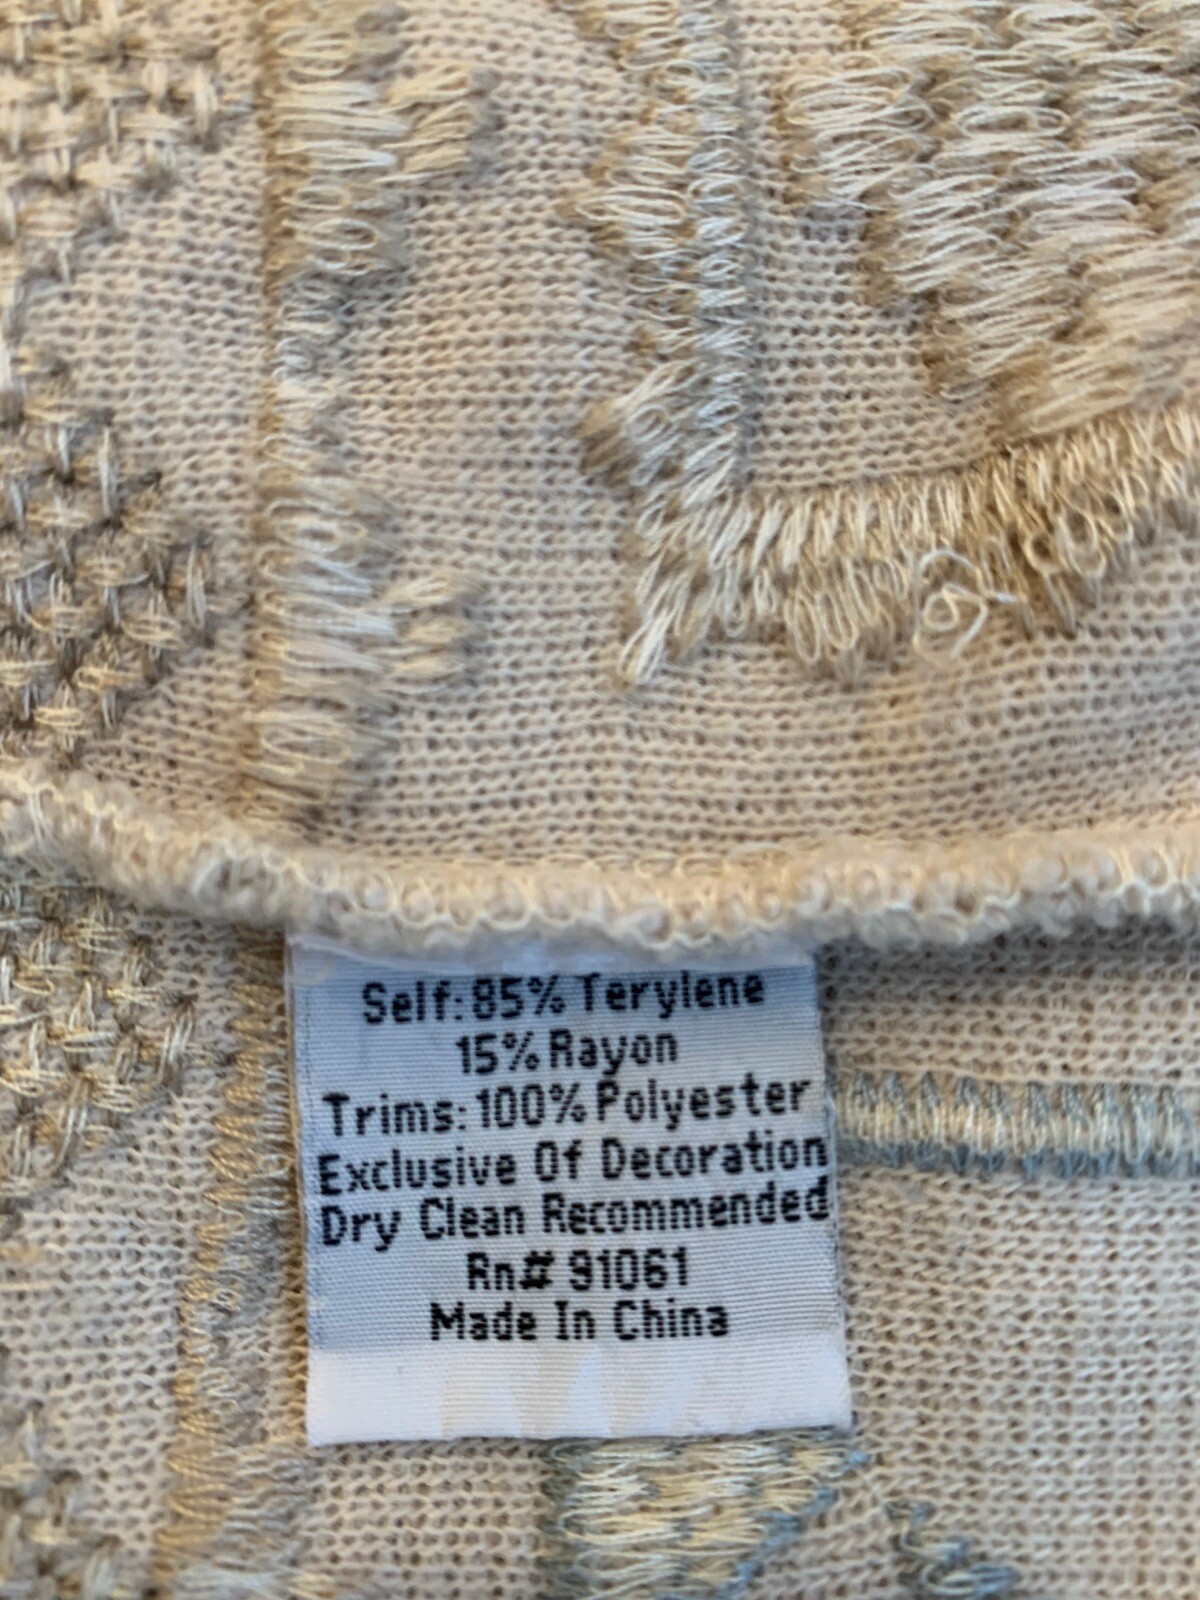 Self: 85% Terylene
15% Rayon
Trims: 100% Polyester
Exclusive Of Decoration
Dry Clean Recommended
Rn# 91061
Made In China